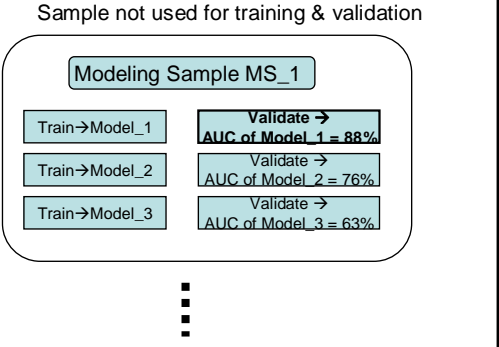 Sample not used for training & validation
Modeling Sample MS_1
Train→Model_1
Validate →
AUC of Model_1 = 88%
Train→Model_2
Validate →
AUC of Model_2 = 76%
Train→Model_3
Validate →
AUC of Model_3 = 63%